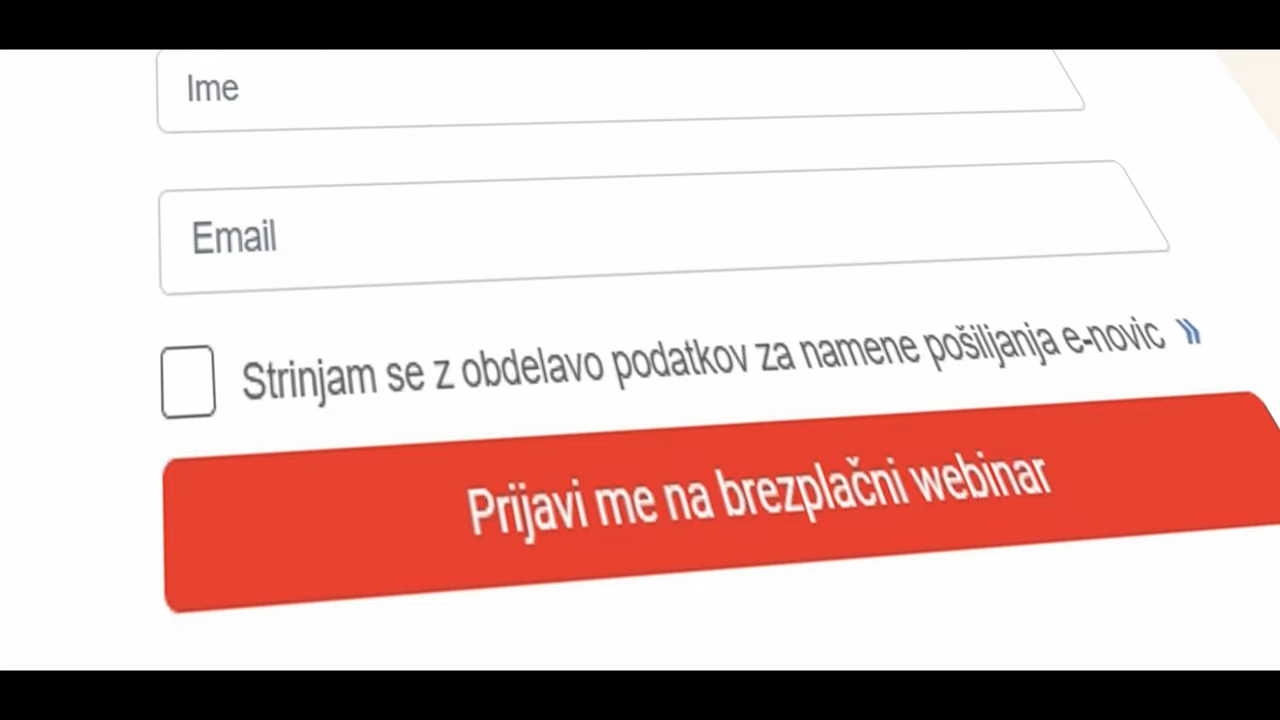 Ime
Email
Strinjam se z obdelavo podatkov za namene pošiljanja e-novic »
Prijavi me na brezplačni webinar